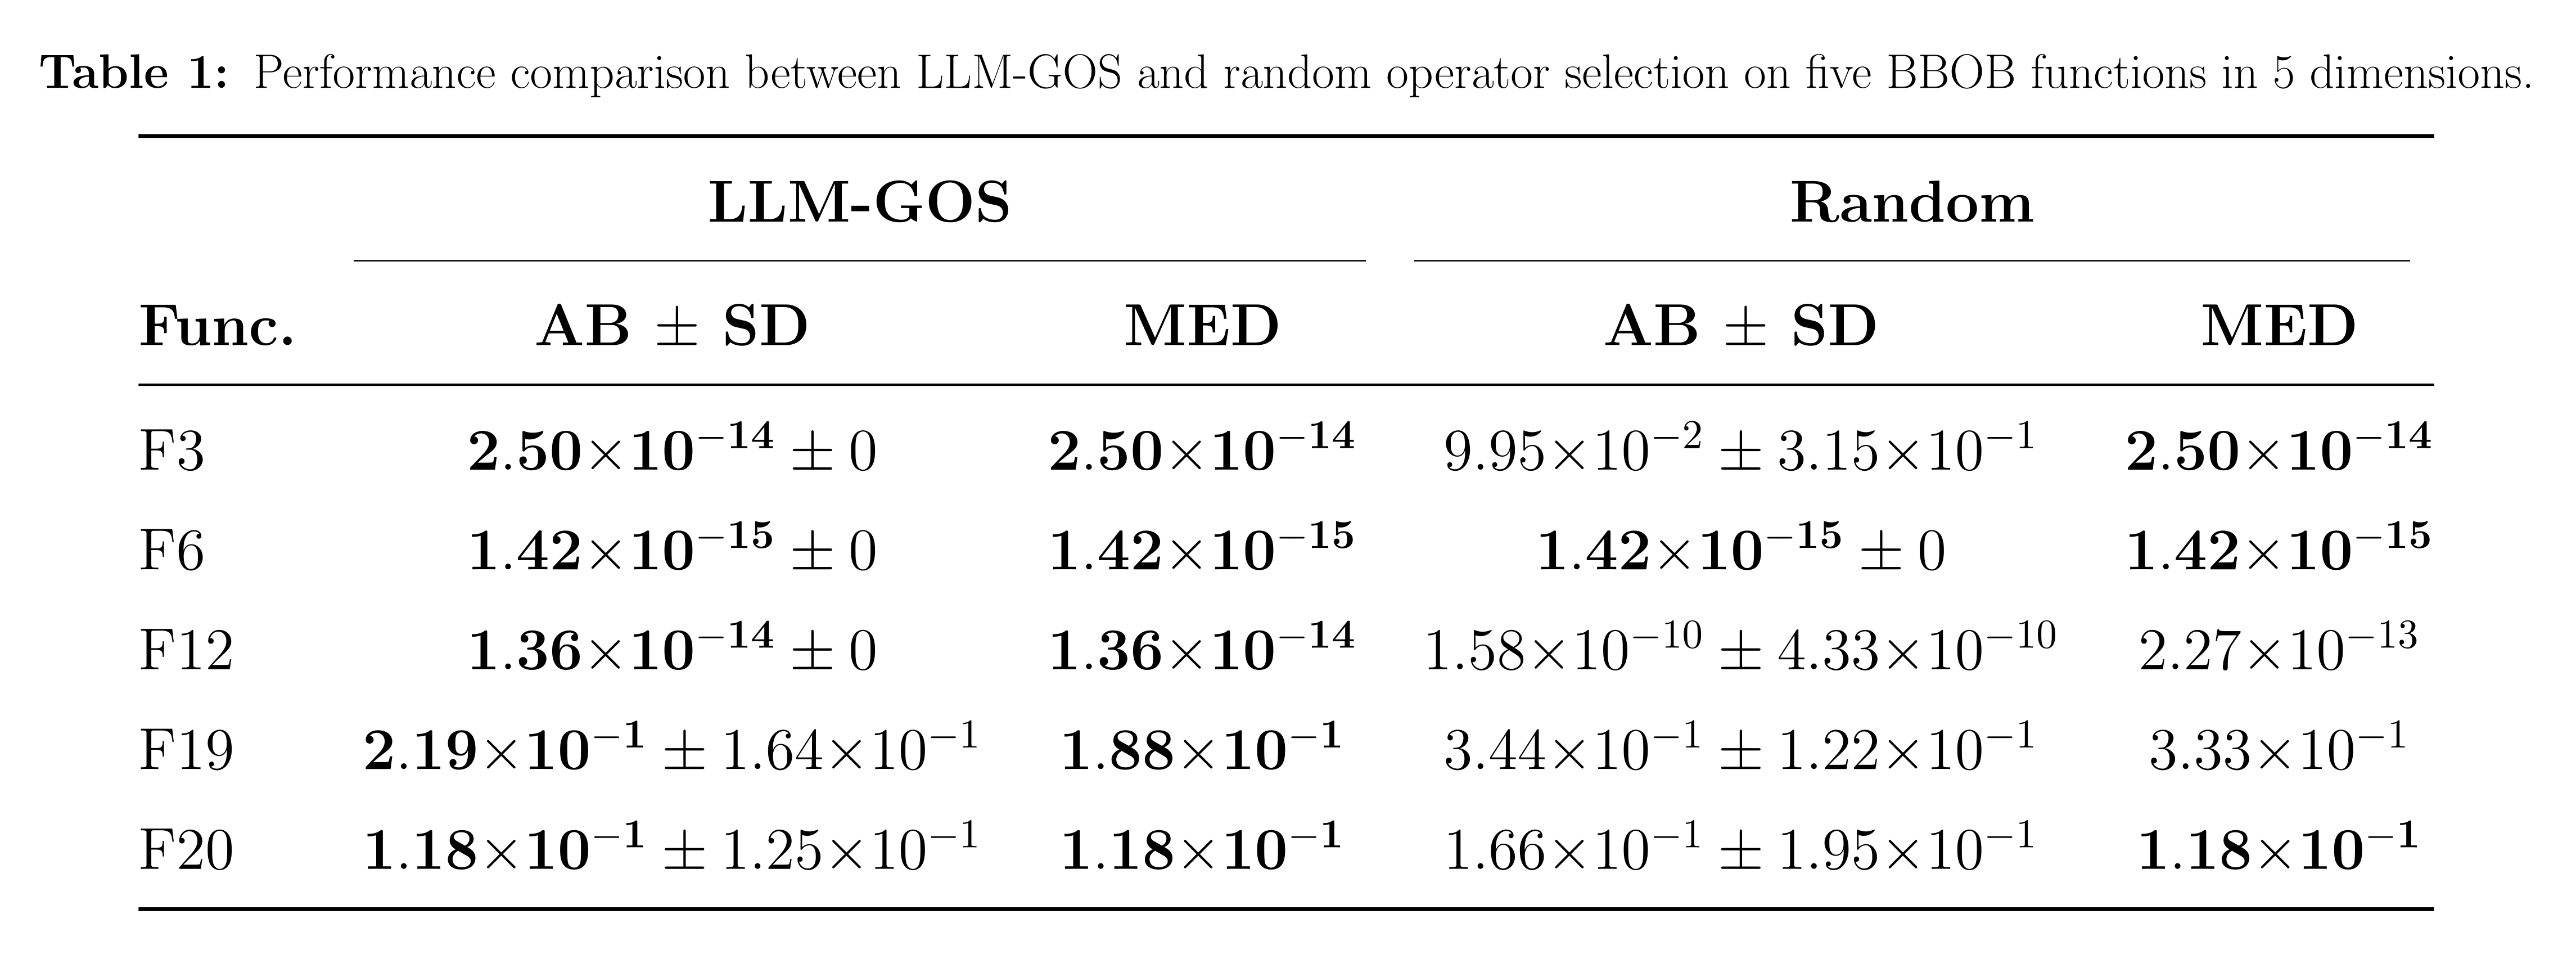 Table 1: Performance comparison between LLM-GOS and random operator selection on five BBOB functions in 5 dimensions.
LLM-GOS Random
Func. AB ± SD MED AB ± SD MED
F3 2.50×10⁻¹⁴ ± 0 2.50×10⁻¹⁴ 9.95×10⁻² ± 3.15×10⁻¹ 2.50×10⁻¹⁴
F6 1.42×10⁻¹⁵ ± 0 1.42×10⁻¹⁵ 1.42×10⁻¹⁵ ± 0 1.42×10⁻¹⁵
F12 1.36×10⁻¹⁴ ± 0 1.36×10⁻¹⁴ 1.58×10⁻¹⁰ ± 4.33×10⁻¹⁰ 2.27×10⁻¹³
F19 2.19×10⁻¹ ± 1.64×10⁻¹ 1.88×10⁻¹ 3.44×10⁻¹ ± 1.22×10⁻¹ 3.33×10⁻¹
F20 1.18×10⁻¹ ± 1.25×10⁻¹ 1.18×10⁻¹ 1.66×10⁻¹ ± 1.95×10⁻¹ 1.18×10⁻¹